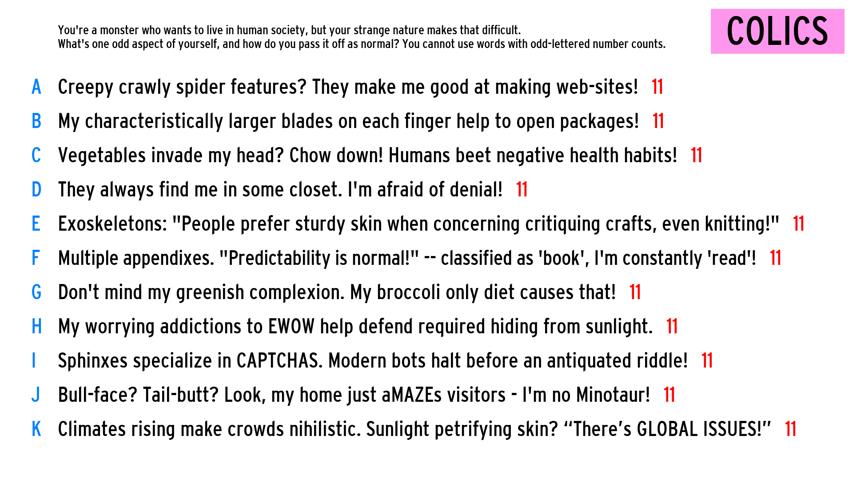 You're a monster who wants to live in human society, but your strange nature makes that difficult.
What's one odd aspect of yourself, and how do you pass it off as normal? You cannot use words with odd-lettered number counts.
COLICS
A Creepy crawly spider features? They make me good at making web-sites! 11
B My characteristically larger blades on each finger help to open packages! 11
C Vegetables invade my head? Chow down! Humans beet negative health habits! 11
D They always find me in some closet. I'm afraid of denial! 11
E Exoskeletons: "People prefer sturdy skin when concerning critiquing crafts, even knitting!" 11
F Multiple appendixes. "Predictability is normal!" -- classified as 'book', I'm constantly 'read'! 11
G Don't mind my greenish complexion. My broccoli only diet causes that! 11
H My worrying addictions to EWOW help defend required hiding from sunlight. 11
I Sphinxes specialize in CAPTCHAS. Modern bots halt before an antiquated riddle! 11
J Bull-face? Tail-butt? Look, my home just aMAZEs visitors - I'm no Minotaur! 11
K Climates rising make crowds nihilistic. Sunlight petrifying skin? “There’s GLOBAL ISSUES!” 11